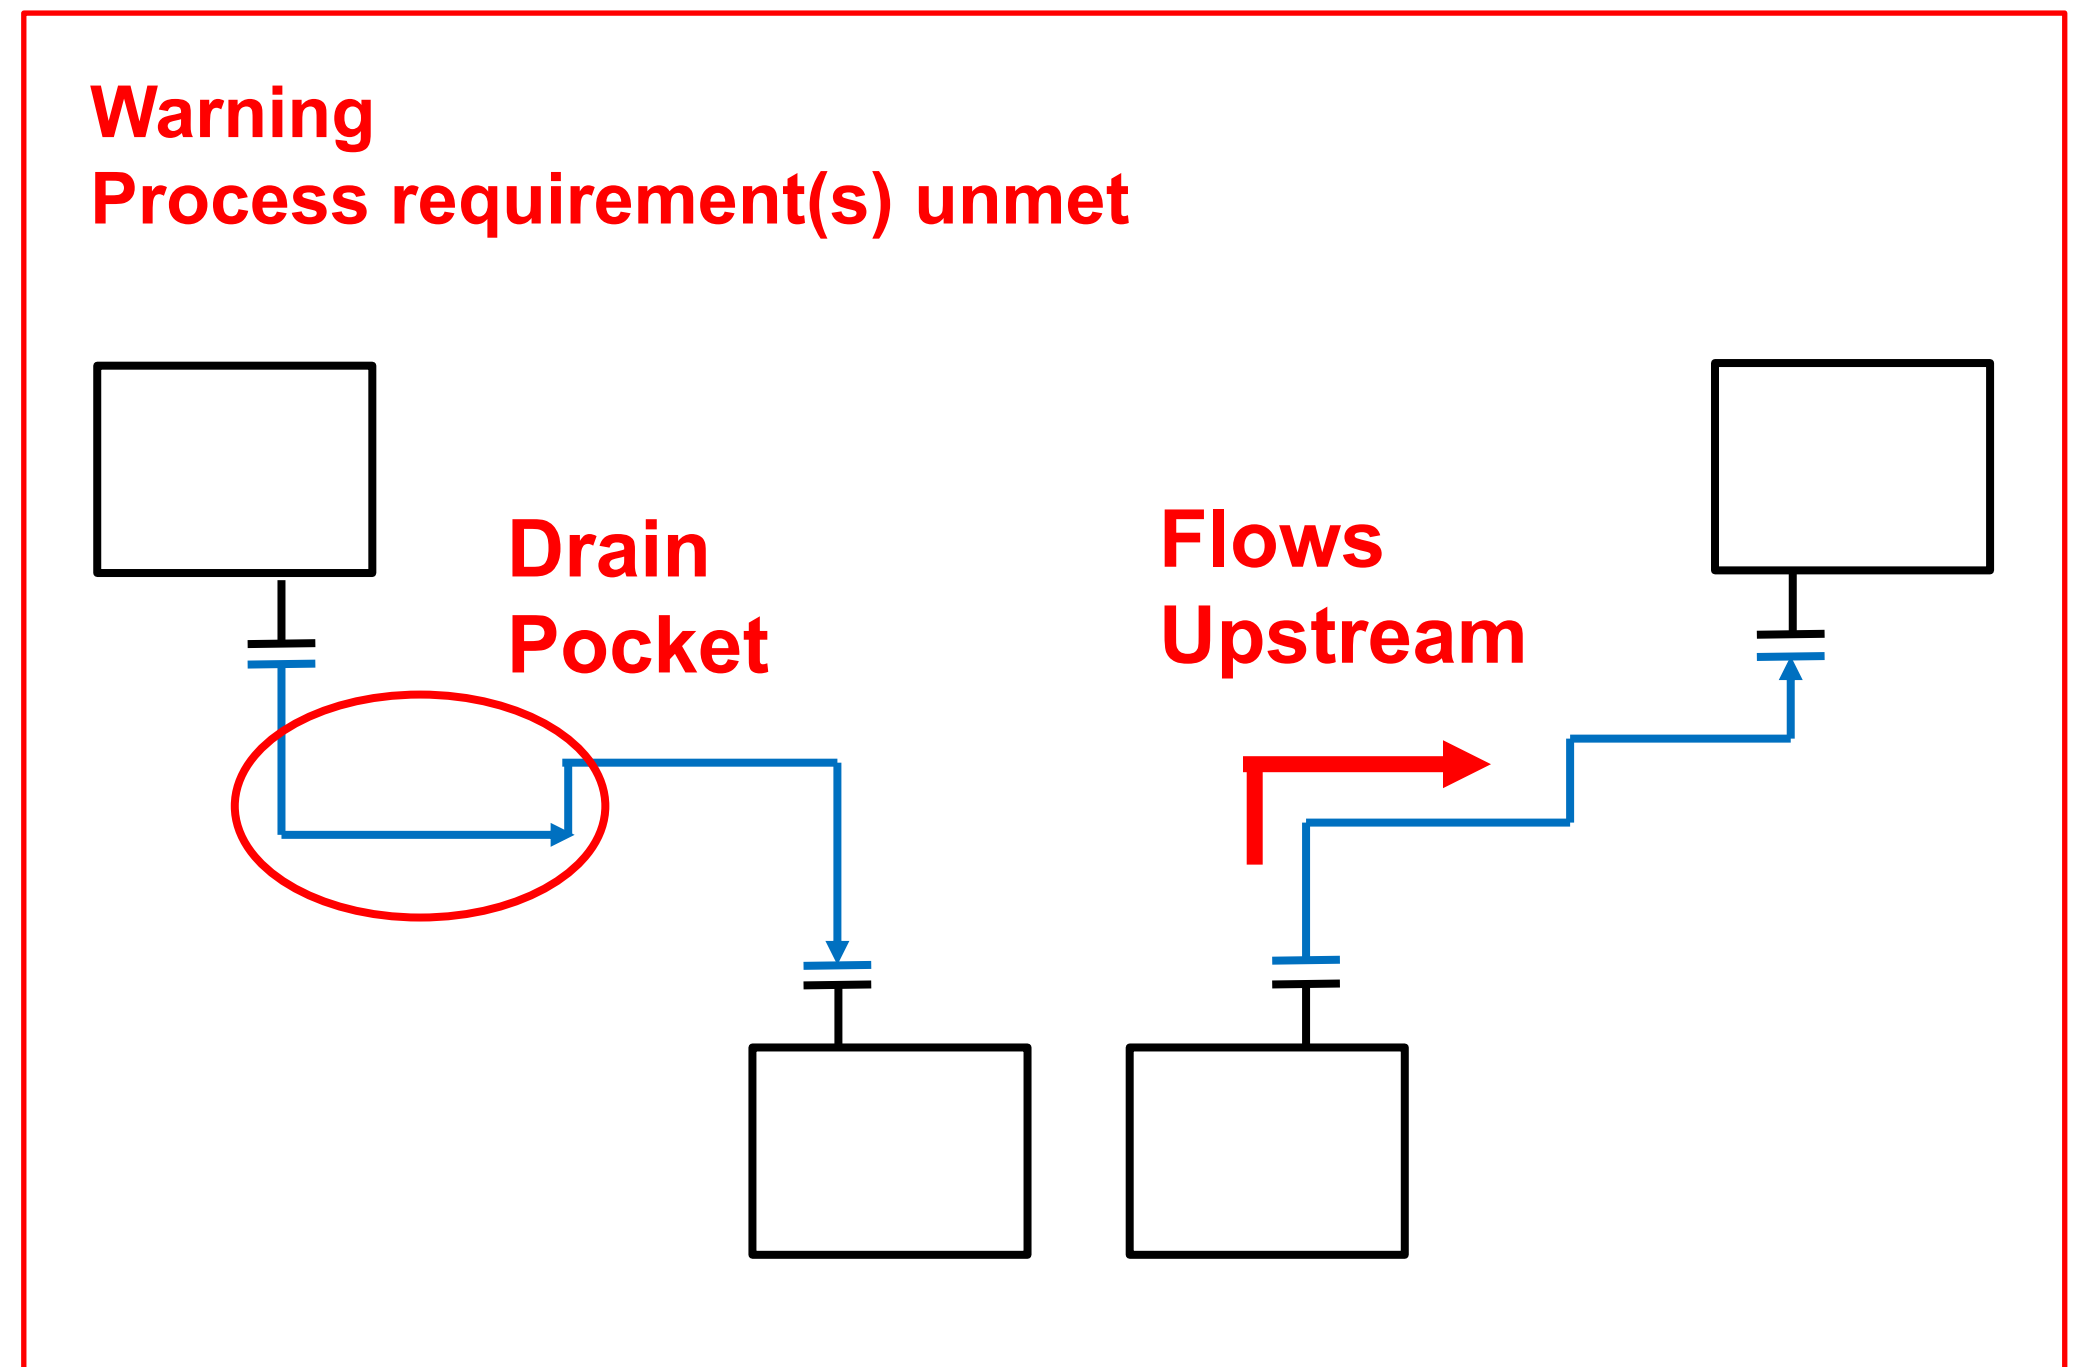 Warning
Process requirement(s) unmet
Drain
Pocket
Flows
Upstream